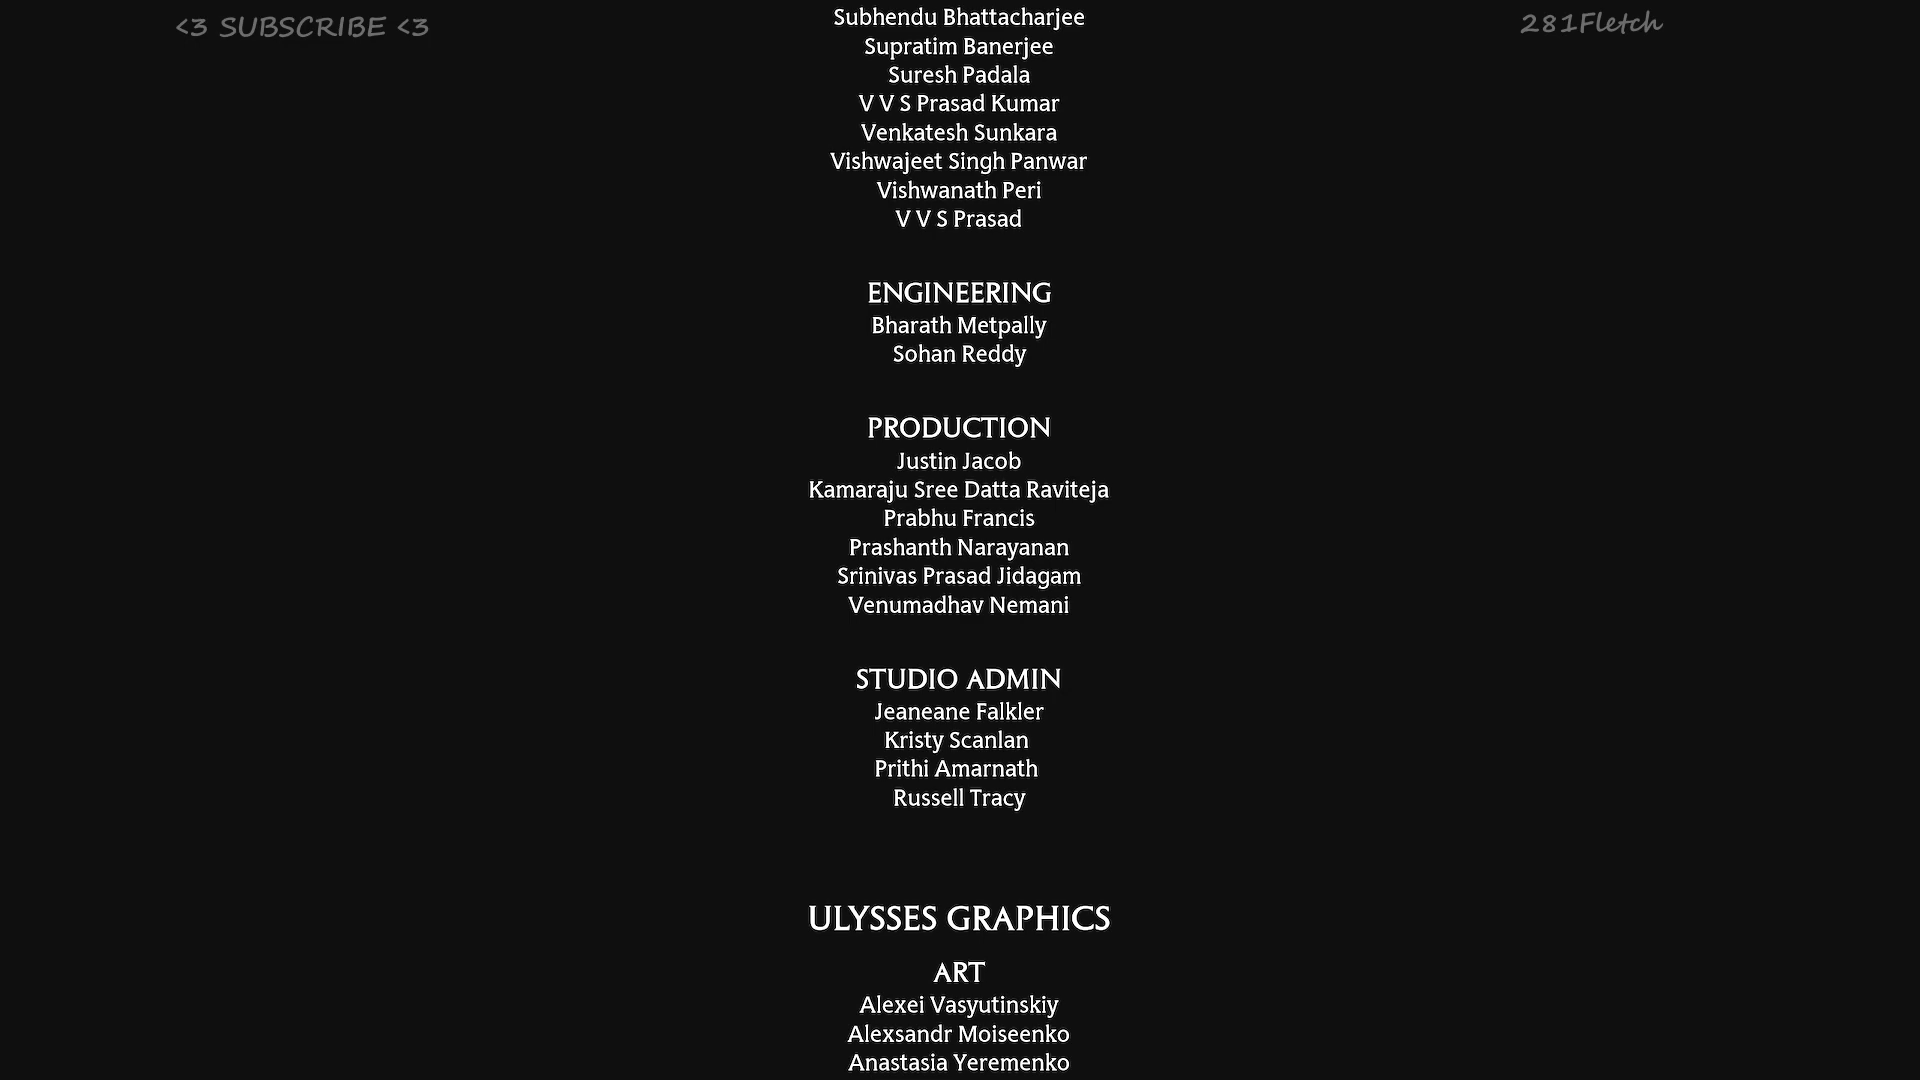 <3 SUBSCRIBE <3
281Fletch
Subhendu Bhattacharjee
Supratim Banerjee
Suresh Padala
V V S Prasad Kumar
Venkatesh Sunkara
Vishwajeet Singh Panwar
Vishwanath Peri
V V S Prasad
ENGINEERING
Bharath Metpally
Sohan Reddy
PRODUCTION
Justin Jacob
Kamaraju Sree Datta Raviteja
Prabhu Francis
Prashanth Narayanan
Srinivas Prasad Jidagam
Venumadhav Nemani
STUDIO ADMIN
Jeaneane Falkler
Kristy Scanlan
Prithi Amarnath
Russell Tracy
ULYSSES GRAPHICS
ART
Alexei Vasyutinskiy
Alexsandr Moiseenko
Anastasia Yeremenko